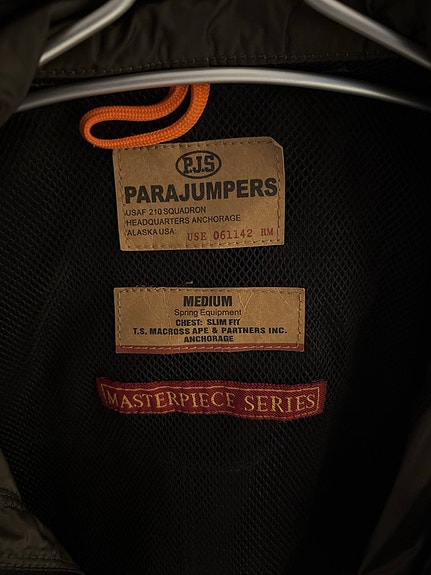 P.J.S
PARAJUMPERS
USAF 210 SQUADRON
HEADQUARTERS ANCHORAGE
ALASKA USA: USE 061142 RM
MEDIUM
Spring Equipment
CHEST: SLIM FIT
T.S. MACROSS APE & PARTNERS INC.
ANCHORAGE
MASTERPIECE SERIES